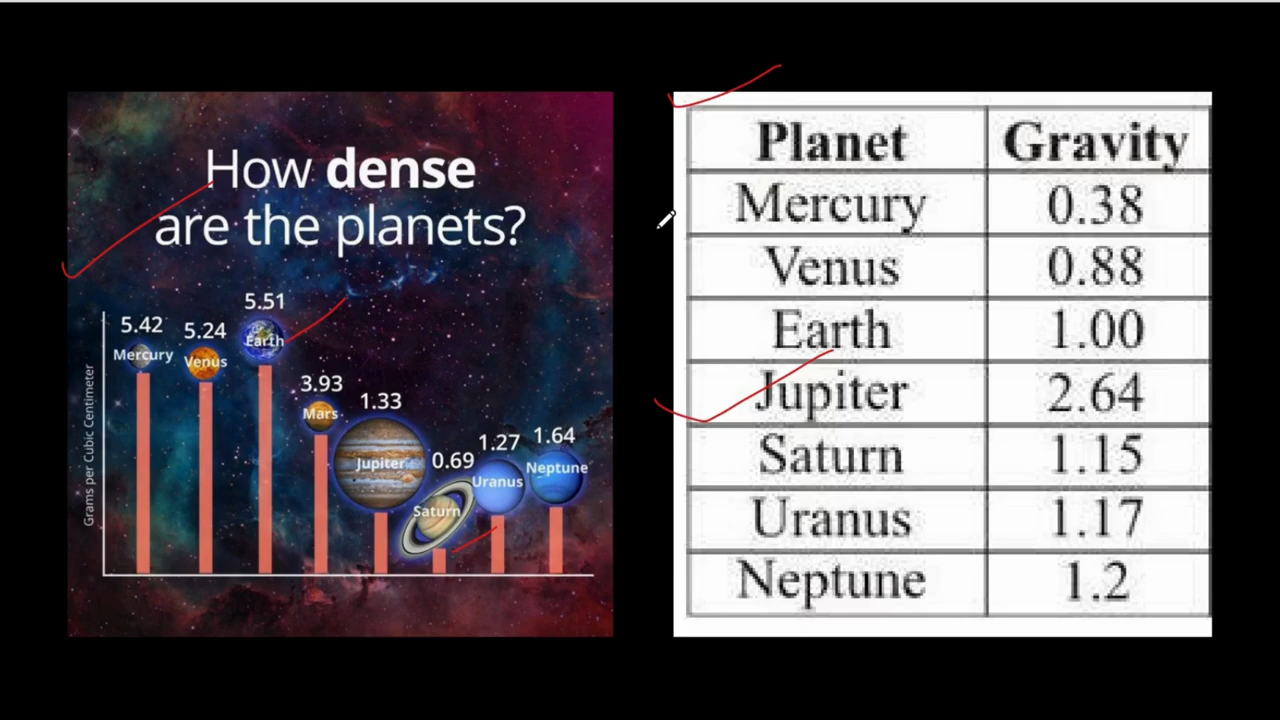 How dense
are the planets?
5.51
5.42
5.24
Earth
Mercury
Venus
3.93
Mars
1.33
Jupiter
0.69
Saturn
1.27
Uranus
1.64
Neptune
Grams per Cubic Centimeter
Planet Gravity
Mercury 0.38
Venus 0.88
Earth 1.00
Jupiter 2.64
Saturn 1.15
Uranus 1.17
Neptune 1.2